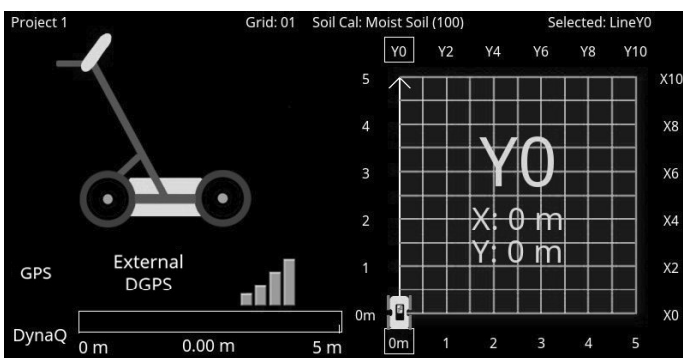 Project 1 Grid: 01 Soil Cal: Moist Soil (100) Selected: LineY0
Y0 Y2 Y4 Y6 Y8 Y10
5 X10
4 X8
Y0
3 X6
X: 0 m
2 X4
Y: 0 m
GPS External
DGPS
1 X2
0m X0
DynaQ
0 m 0.00 m 5 m
0m 1 2 3 4 5